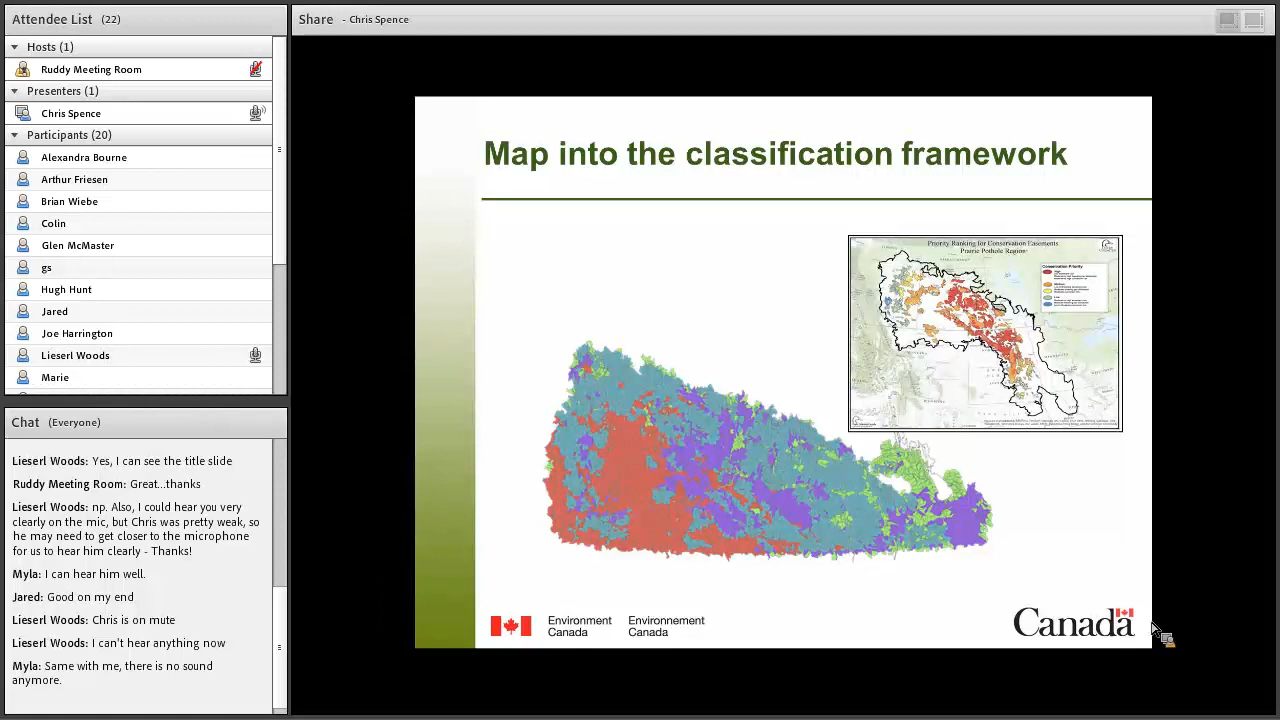 Attendee List (22)
Hosts (1)
Ruddy Meeting Room
Presenters (1)
Chris Spence
Participants (20)
Alexandra Bourne
Arthur Friesen
Brian Wiebe
Colin
Glen McMaster
gs
Hugh Hunt
Jared
Joe Harrington
Lieserl Woods
Marie
Chat (Everyone)
Lieserl Woods: Yes, I can see the title slide
Ruddy Meeting Room: Great...thanks
Lieserl Woods: np. Also, I could hear you very
clearly on the mic, but Chris was pretty weak, so
he may need to get closer to the microphone
for us to hear him clearly - Thanks!
Myla: I can hear him well.
Jared: Good on my end
Lieserl Woods: Chris is on mute
Lieserl Woods: I can't hear anything now
Myla: Same with me, there is no sound
anymore.
Share - Chris Spence
Map into the classification framework
Priority Ranking for Conservation Easements
Prairie Pothole Region
Conservation Priority
Environment
Canada
Environnement
Canada
Canada